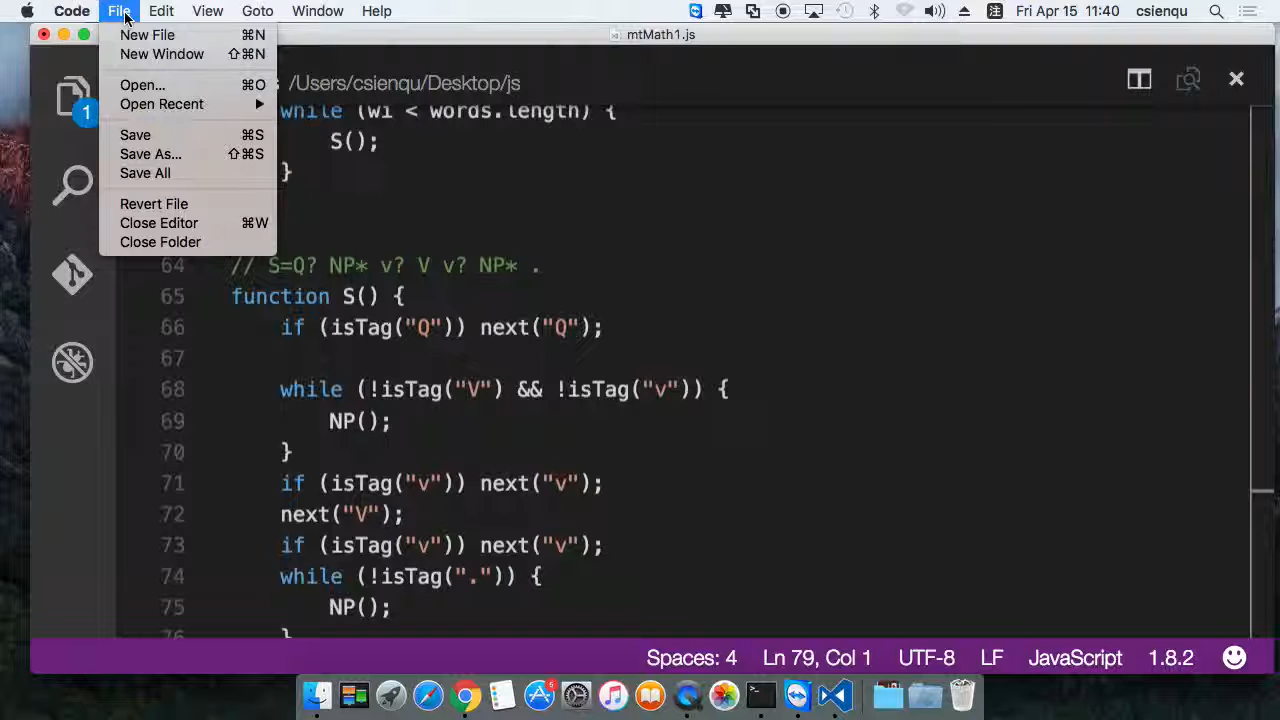 Code File Edit View Goto Window Help 注 Fri Apr 15 11:40 csienqu
mtMath1.js
New File ⌘N
New Window ⇧⌘N
Open... ⌘O
Open Recent ▶
Save ⌘S
Save As... ⇧⌘S
Save All
Revert File
Close Editor ⌘W
Close Folder
/Users/csienqu/Desktop/js
1
while (wi < words.length) {
S();
}
64 // S=Q? NP* v? V v? NP* .
65 function S() {
66 if (isTag("Q")) next("Q");
67
68 while (!isTag("V") && !isTag("v")) {
69 NP();
70 }
71 if (isTag("v")) next("v");
72 next("V");
73 if (isTag("v")) next("v");
74 while (!isTag(".")) {
75 NP();
76 }
Spaces: 4 Ln 79, Col 1 UTF-8 LF JavaScript 1.8.2
6